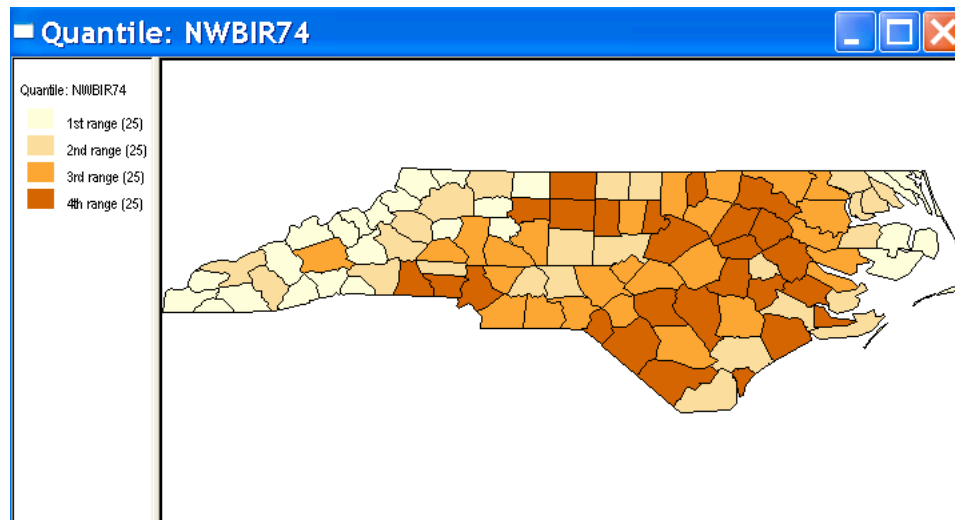 Quantile: NWBIR74
Quantile: NWBIR74
1st range (25)
2nd range (25)
3rd range (25)
4th range (25)